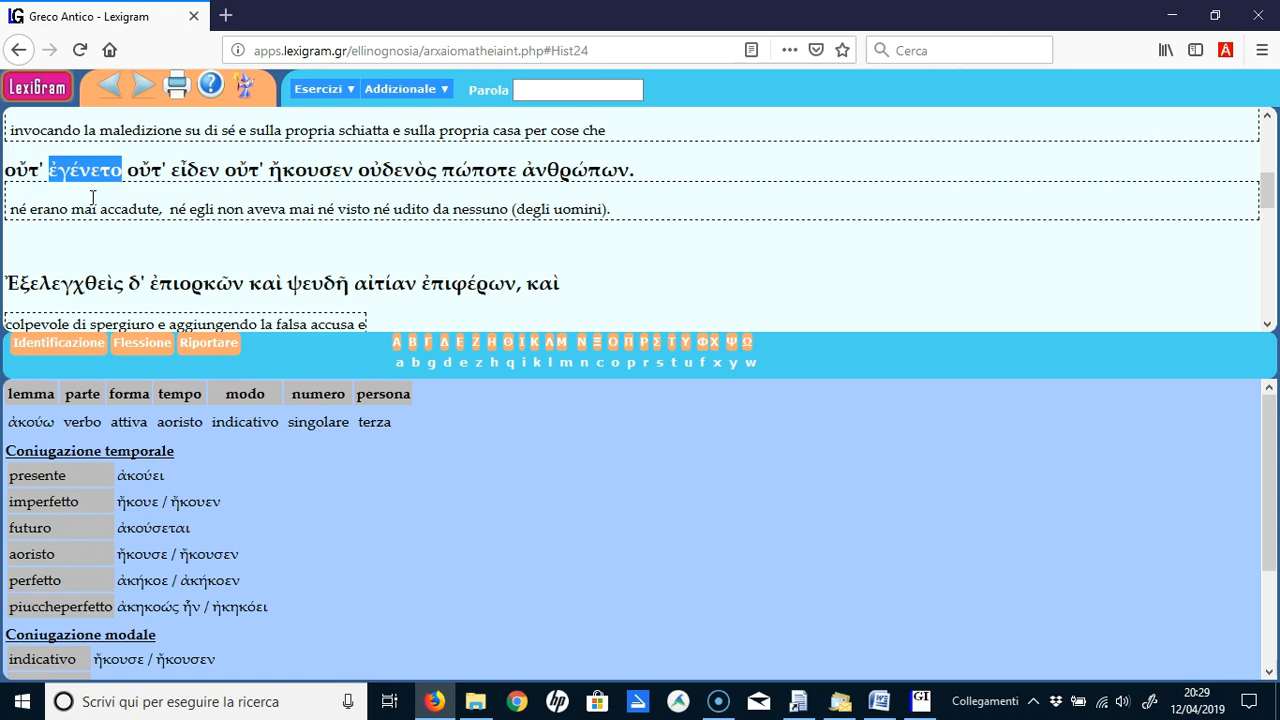 Greco Antico - Lexigram
apps.lexigram.gr/ellinognosia/arxaiomatheiaint.php#Hist24
Cerca
LEXIGRAM
Esercizi ▼ Addizionale ▼ Parola
invocando la maledizione su di sé e sulla propria schiatta e sulla propria casa per cose che
οὔτ' ἐγένετο οὔτ' εἶδεν οὔτ' ἤκουσεν οὐδενὸς πώποτε ἀνθρώπων.
né erano mai accadute, né egli non aveva mai né visto né udito da nessuno (degli uomini).
Ἐξελεγχθεὶς δ' ἐπιορκῶν καὶ ψευδῆ αἰτίαν ἐπιφέρων, καὶ
colpevole di spergiuro e aggiungendo la falsa accusa e
Identificazione Flessione Riportare
Α Β Γ Δ Ε Ζ Η Θ Ι Κ Λ Μ Ν Ξ Ο Π Ρ Σ Τ Υ Φ Χ Ψ Ω
a b g d e z h q i k l m n c o p r s t u f x y w
lemma parte forma tempo modo numero persona
ἀκούω verbo attiva aoristo indicativo singolare terza
Coniugazione temporale
presente ἀκούει
imperfetto ἤκουε / ἤκουεν
futuro ἀκούσεται
aoristo ἤκουσε / ἤκουσεν
perfetto ἀκήκοε / ἀκήκοεν
piuccheperfetto ἀκηκοώς ἦν / ἠκηκόει
Coniugazione modale
indicativo ἤκουσε / ἤκουσεν
Scrivi qui per eseguire la ricerca
GI
Collegamenti
20:29
12/04/2019